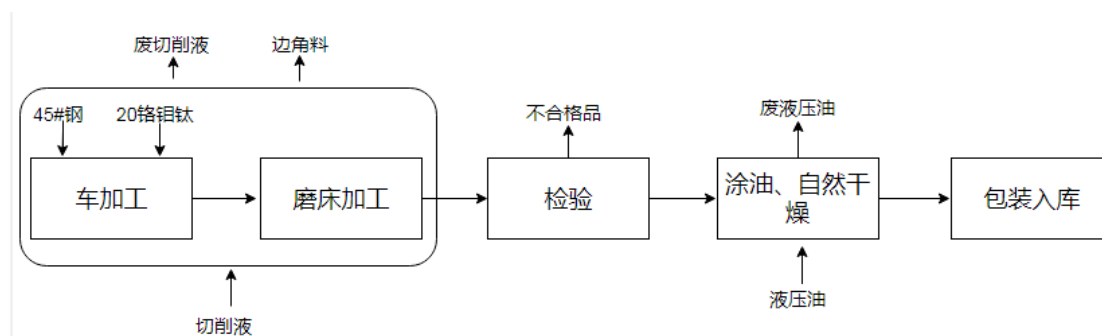 废切削液
边角料
45#钢
20铬钼钛
不合格品
废液压油
车加工
磨床加工
检验
涂油、自然干
燥
包装入库
切削液
液压油